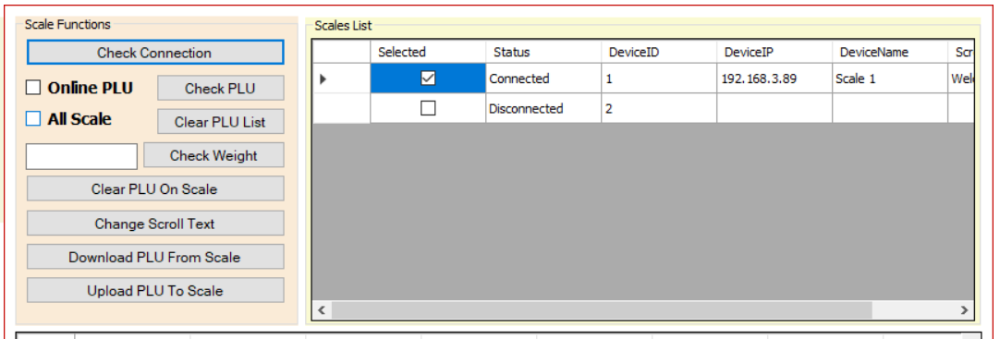 Scale Functions
Check Connection
Online PLU
Check PLU
All Scale
Clear PLU List
Check Weight
Clear PLU On Scale
Change Scroll Text
Download PLU From Scale
Upload PLU To Scale
Scales List
Selected Status DeviceID DeviceIP DeviceName Scr
Connected 1 192.168.3.89 Scale 1 Wel
Disconnected 2